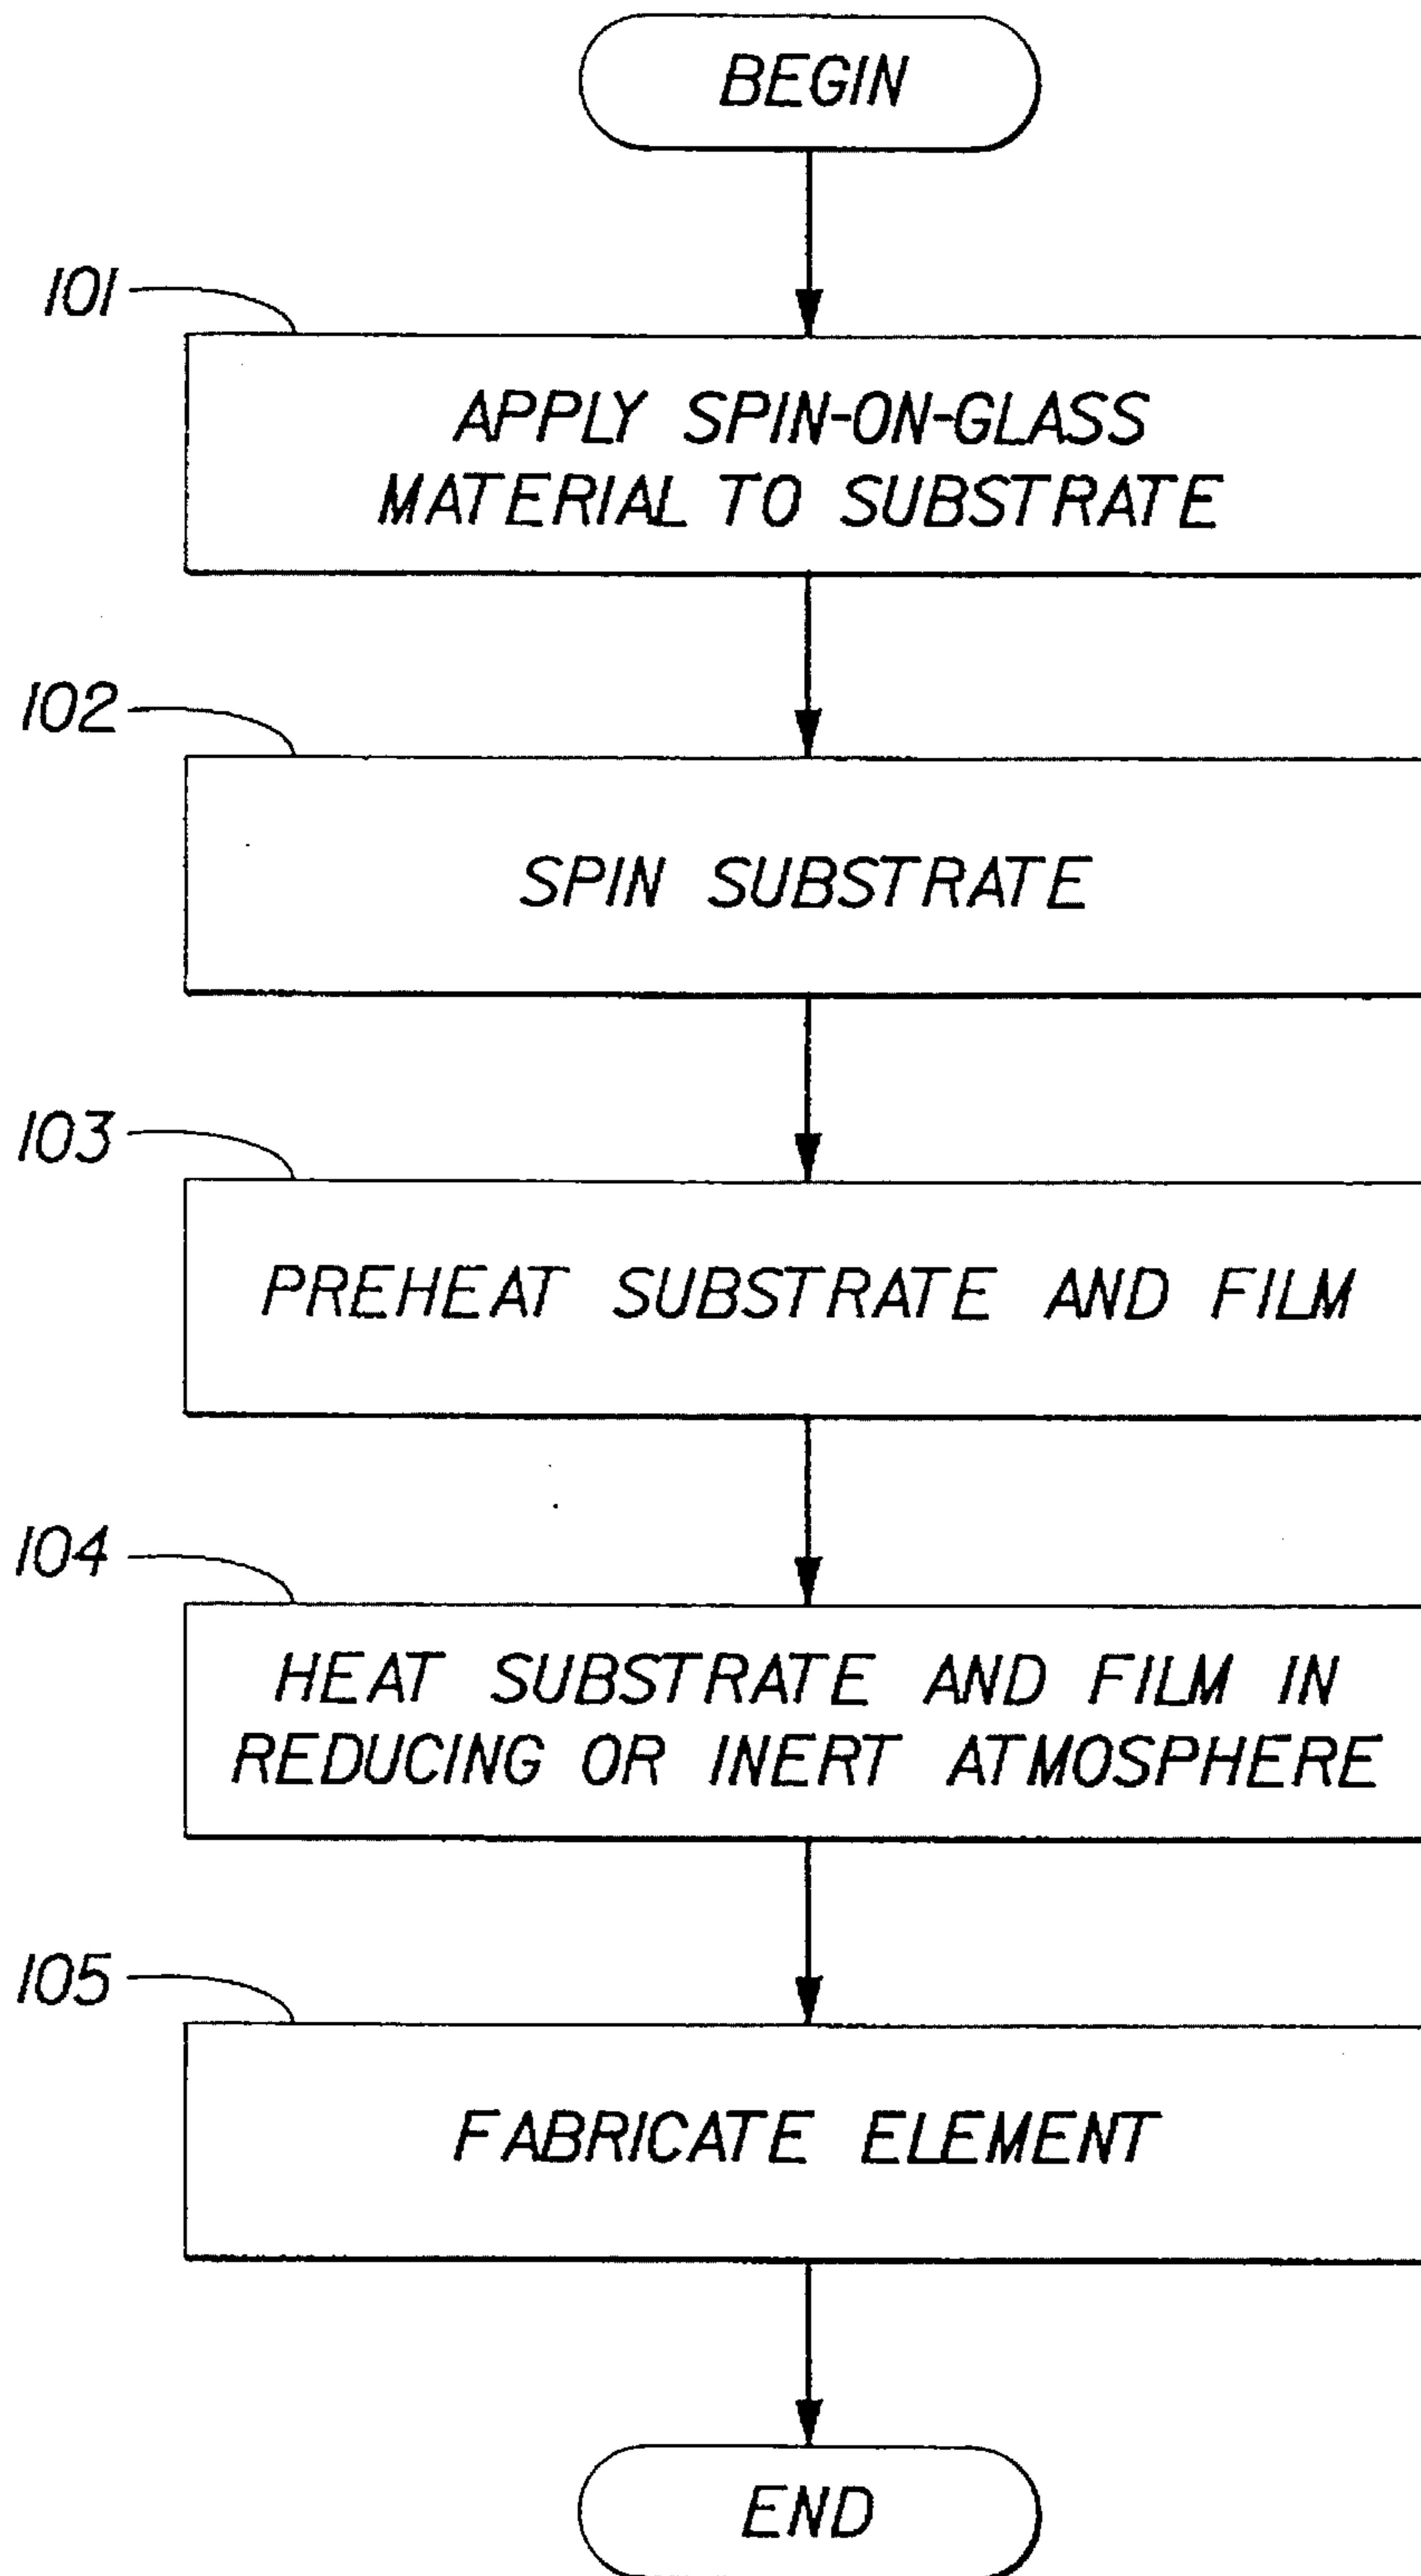 BEGIN
101
APPLY SPIN-ON-GLASS
MATERIAL TO SUBSTRATE
102
SPIN SUBSTRATE
103
PREHEAT SUBSTRATE AND FILM
104
HEAT SUBSTRATE AND FILM IN
REDUCING OR INERT ATMOSPHERE
105
FABRICATE ELEMENT
END